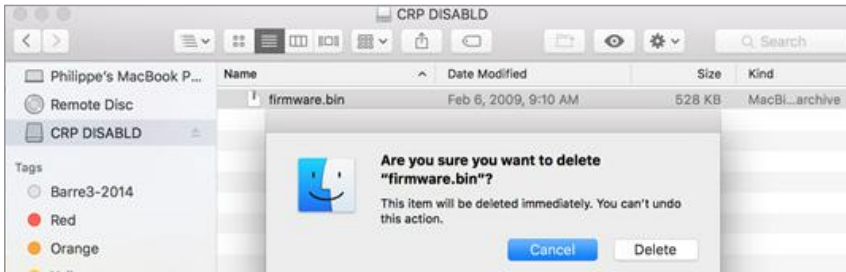 CRP DISABLD
Search
Philippe's MacBook P...
Name
Date Modified
Size
Kind
Remote Disc
firmware.bin
Feb 6, 2009, 9:10 AM
528 KB
MacBi...archive
CRP DISABLD
Tags
Barre3-2014
Red
Orange
Are you sure you want to delete
“firmware.bin”?
This item will be deleted immediately. You can’t undo
this action.
Cancel
Delete